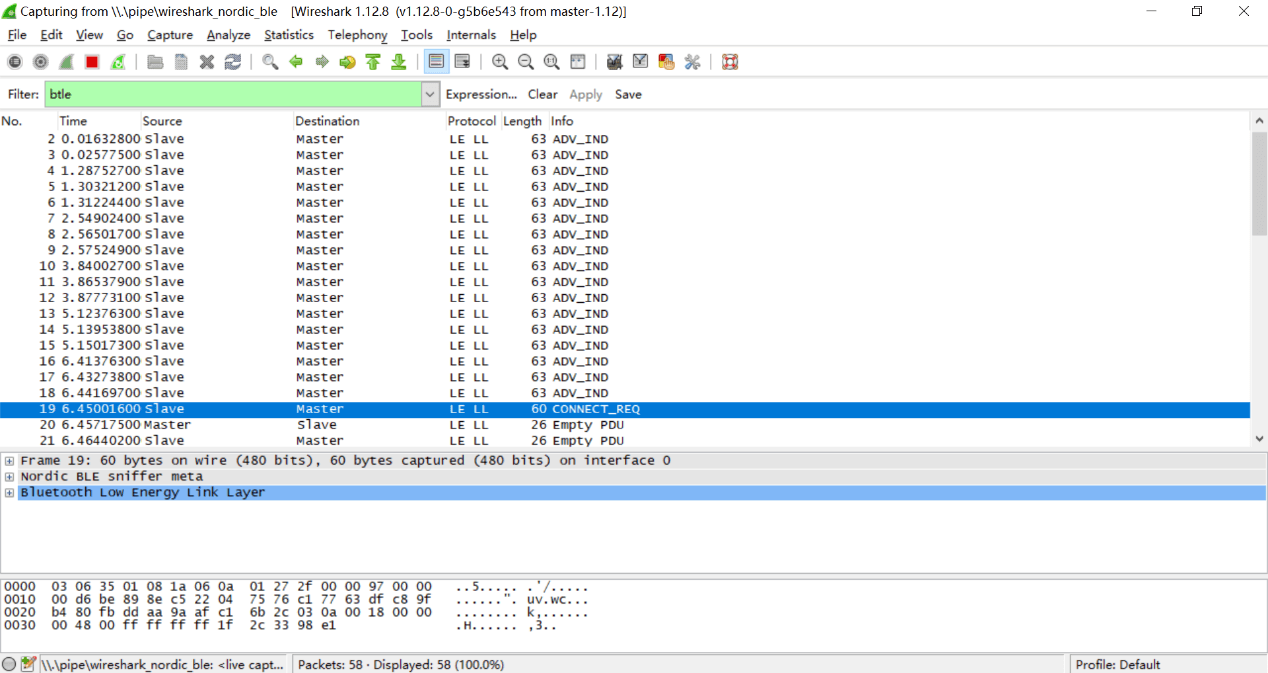 Capturing from \\.\pipe\wireshark_nordic_ble [Wireshark 1.12.8 (v1.12.8-0-g5b6e543 from master-1.12)]
File Edit View Go Capture Analyze Statistics Telephony Tools Internals Help
Filter: btle Expression... Clear Apply Save
No. Time Source Destination Protocol Length Info
2 0.01632800 Slave Master LE LL 63 ADV_IND
3 0.02577500 Slave Master LE LL 63 ADV_IND
4 1.28752700 Slave Master LE LL 63 ADV_IND
5 1.30321200 Slave Master LE LL 63 ADV_IND
6 1.31224400 Slave Master LE LL 63 ADV_IND
7 2.54902400 Slave Master LE LL 63 ADV_IND
8 2.56501700 Slave Master LE LL 63 ADV_IND
9 2.57524900 Slave Master LE LL 63 ADV_IND
10 3.84002700 Slave Master LE LL 63 ADV_IND
11 3.86537900 Slave Master LE LL 63 ADV_IND
12 3.87773100 Slave Master LE LL 63 ADV_IND
13 5.12376300 Slave Master LE LL 63 ADV_IND
14 5.13953800 Slave Master LE LL 63 ADV_IND
15 5.15017300 Slave Master LE LL 63 ADV_IND
16 6.41376300 Slave Master LE LL 63 ADV_IND
17 6.43273800 Slave Master LE LL 63 ADV_IND
18 6.44169700 Slave Master LE LL 63 ADV_IND
19 6.45001600 Slave Master LE LL 60 CONNECT_REQ
20 6.45717500 Master Slave LE LL 26 Empty PDU
21 6.46440200 Slave Master LE LL 26 Empty PDU
Frame 19: 60 bytes on wire (480 bits), 60 bytes captured (480 bits) on interface 0
Nordic BLE sniffer meta
Bluetooth Low Energy Link Layer
0000 03 06 35 01 08 1a 06 0a 01 27 2f 00 00 97 00 00 ..5..... .'/.....
0010 00 d6 be 89 8e c5 22 04 75 76 c1 77 63 df c8 9f ......". uv.wc...
0020 b4 80 fb dd aa 9a af c1 6b 2c 03 0a 00 18 00 00 ........ k,......
0030 00 48 00 ff ff ff ff 1f 2c 33 98 e1 .H...... ,3..
\\.\pipe\wireshark_nordic_ble: <live capt... Packets: 58 · Displayed: 58 (100.0%) Profile: Default